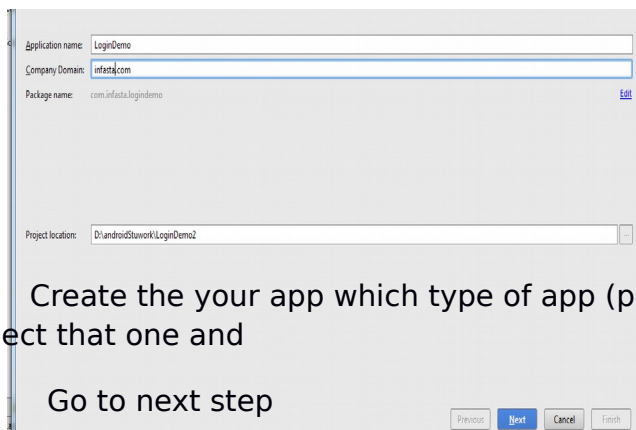 Application name: LoginDemo
Company Domain: infasta.com
Package name: com.infasta.logindemo Edit
Project location: D:\androidStuwork\LoginDemo2 ...
Create the your app which type of app (p
ect that one and
Go to next step
Previous Next Cancel Finish